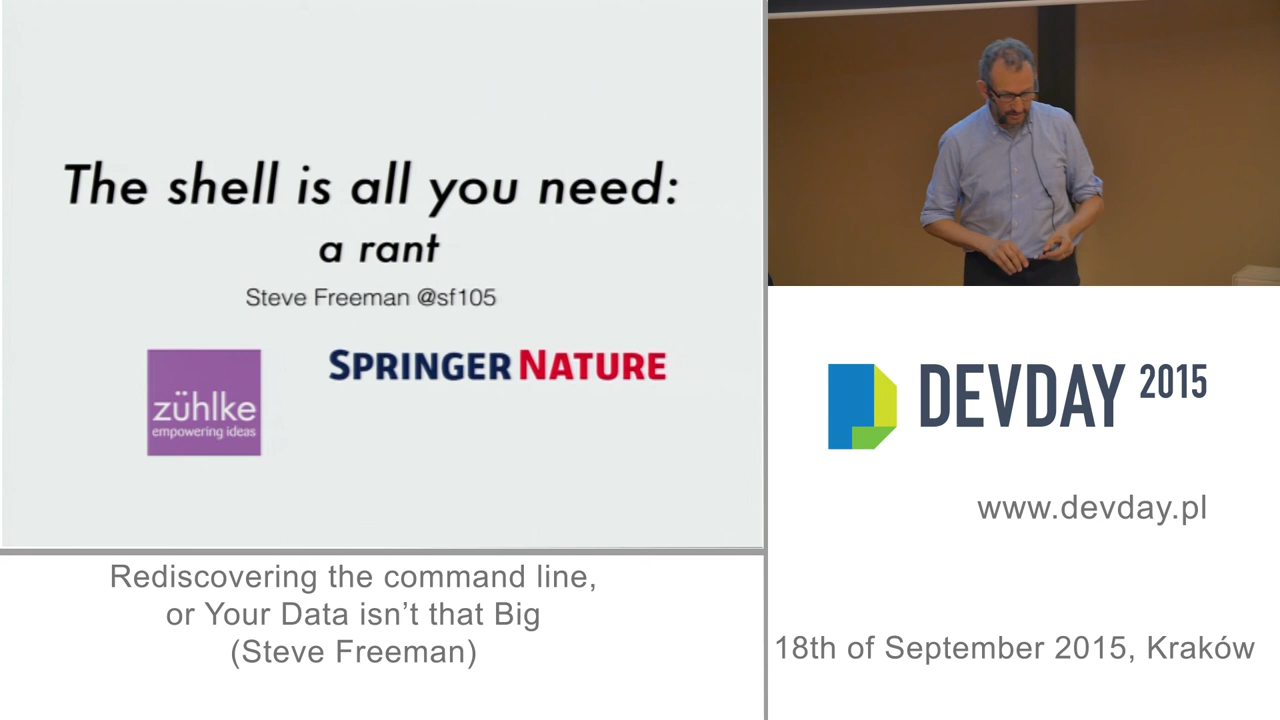 The shell is all you need:
a rant
Steve Freeman @sf105
zühlke
empowering ideas
SPRINGER NATURE
DEVDAY 2015
www.devday.pl
Rediscovering the command line,
or Your Data isn’t that Big
(Steve Freeman)
18th of September 2015, Kraków